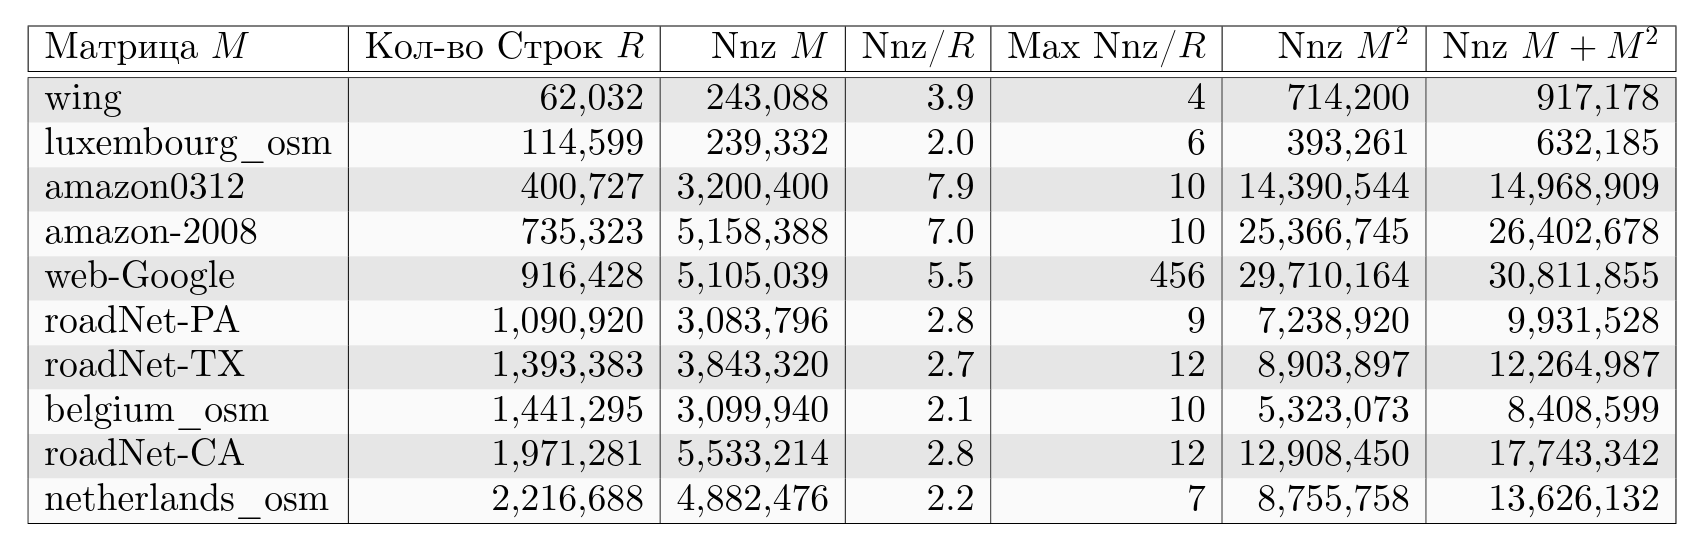 Матрица M Кол-во Строк R Nnz M Nnz/R Max Nnz/R Nnz M² Nnz M + M²
wing 62,032 243,088 3.9 4 714,200 917,178
luxembourg_osm 114,599 239,332 2.0 6 393,261 632,185
amazon0312 400,727 3,200,400 7.9 10 14,390,544 14,968,909
amazon-2008 735,323 5,158,388 7.0 10 25,366,745 26,402,678
web-Google 916,428 5,105,039 5.5 456 29,710,164 30,811,855
roadNet-PA 1,090,920 3,083,796 2.8 9 7,238,920 9,931,528
roadNet-TX 1,393,383 3,843,320 2.7 12 8,903,897 12,264,987
belgium_osm 1,441,295 3,099,940 2.1 10 5,323,073 8,408,599
roadNet-CA 1,971,281 5,533,214 2.8 12 12,908,450 17,743,342
netherlands_osm 2,216,688 4,882,476 2.2 7 8,755,758 13,626,132